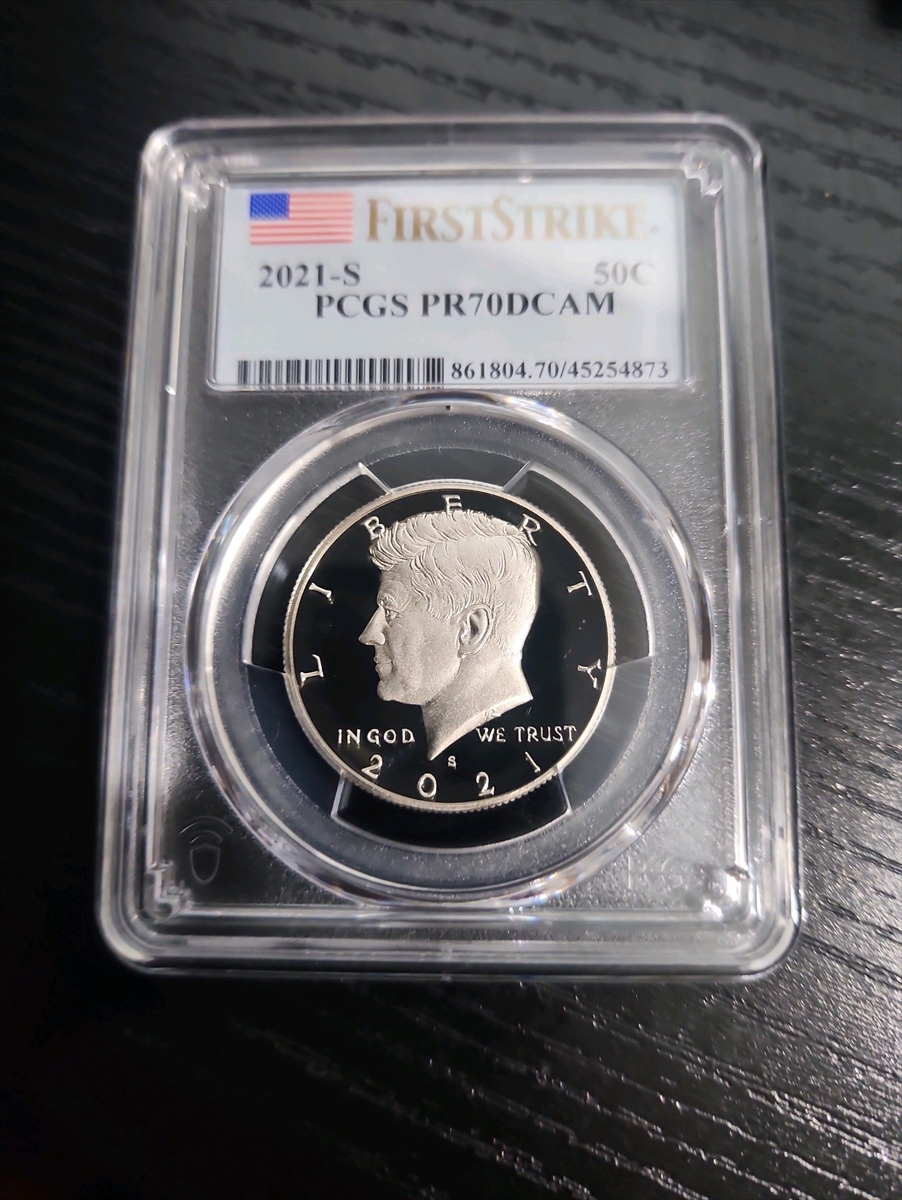 FIRSTSTRIKE
2021-S 50C
PCGS PR70DCAM
861804.70/45254873
LIBERTY
IN GOD WE TRUST
S
2021